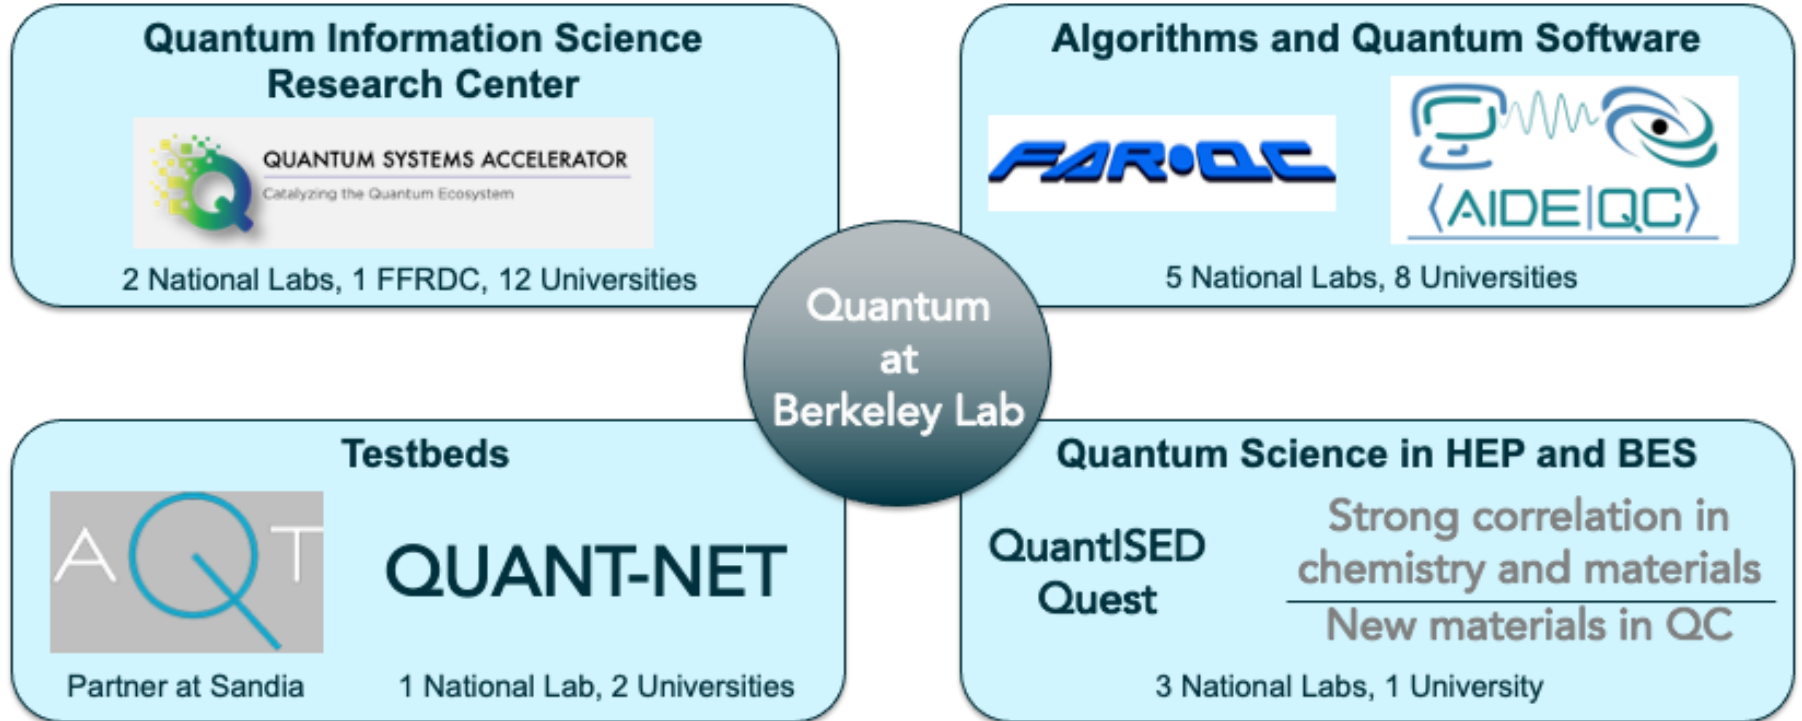 Quantum Information Science
Research Center
QUANTUM SYSTEMS ACCELERATOR
Catalyzing the Quantum Ecosystem
2 National Labs, 1 FFRDC, 12 Universities
Algorithms and Quantum Software
FAR•QC
⟨AIDE|QC⟩
5 National Labs, 8 Universities
Quantum
at
Berkeley Lab
Testbeds
AQT
QUANT-NET
Partner at Sandia
1 National Lab, 2 Universities
Quantum Science in HEP and BES
QuantISED
Quest
Strong correlation in
chemistry and materials
New materials in QC
3 National Labs, 1 University